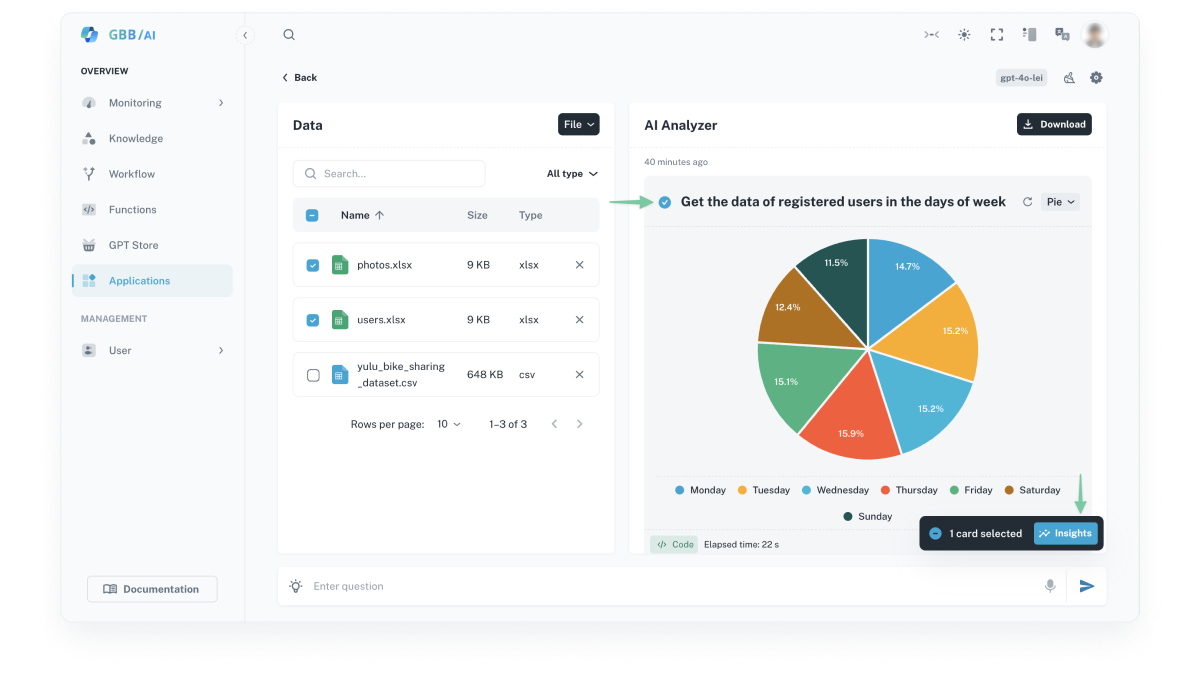 GBB/AI
OVERVIEW
Monitoring
Knowledge
Workflow
Functions
GPT Store
Applications
MANAGEMENT
User
Documentation
Back
gpt-4o-lei
Data
File
Search...
All type
Name Size Type
photos.xlsx 9 KB xlsx
users.xlsx 9 KB xlsx
yulu_bike_sharing
_dataset.csv 648 KB csv
Rows per page: 10 1–3 of 3
AI Analyzer
Download
40 minutes ago
Get the data of registered users in the days of week
Pie
11.5% 14.7%
12.4%
15.2%
15.1%
15.2%
15.9%
Monday Tuesday Wednesday Thursday Friday Saturday
Sunday
1 card selected Insights
Code Elapsed time: 22 s
Enter question